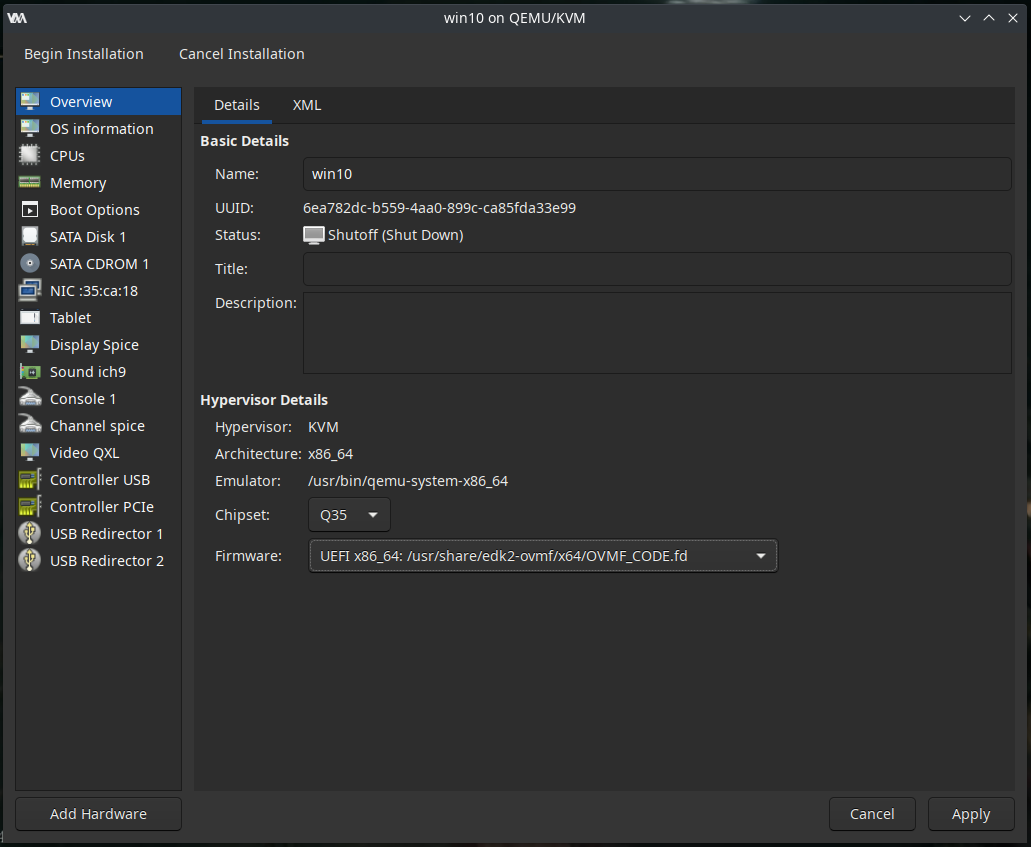 win10 on QEMU/KVM
Begin Installation Cancel Installation
Overview
OS information
CPUs
Memory
Boot Options
SATA Disk 1
SATA CDROM 1
NIC :35:ca:18
Tablet
Display Spice
Sound ich9
Console 1
Channel spice
Video QXL
Controller USB
Controller PCIe
USB Redirector 1
USB Redirector 2
Add Hardware
Details XML
Basic Details
Name: win10
UUID: 6ea782dc-b559-4aa0-899c-ca85fda33e99
Status: Shutoff (Shut Down)
Title:
Description:
Hypervisor Details
Hypervisor: KVM
Architecture: x86_64
Emulator: /usr/bin/qemu-system-x86_64
Chipset: Q35
Firmware: UEFI x86_64: /usr/share/edk2-ovmf/x64/OVMF_CODE.fd
Cancel Apply